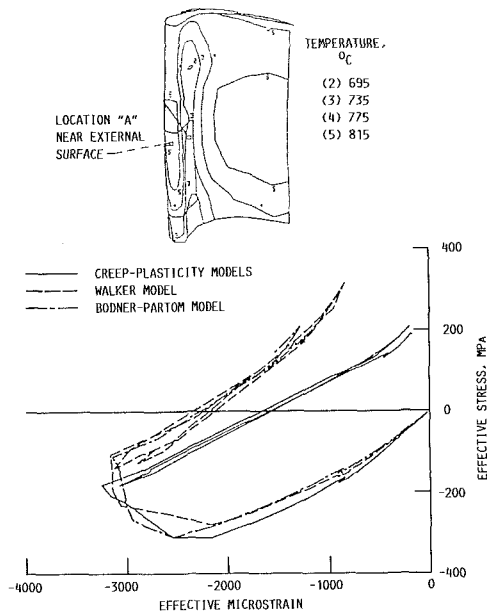 TEMPERATURE,
°C
(2) 695
(3) 735
(4) 775
(5) 815
LOCATION "A"
NEAR EXTERNAL
SURFACE
CREEP-PLASTICITY MODELS
WALKER MODEL
BODNER-PARTOM MODEL
400
200
0
-200
-400
EFFECTIVE STRESS, MPA
-4000
-3000
-2000
-1000
0
EFFECTIVE MICROSTRAIN